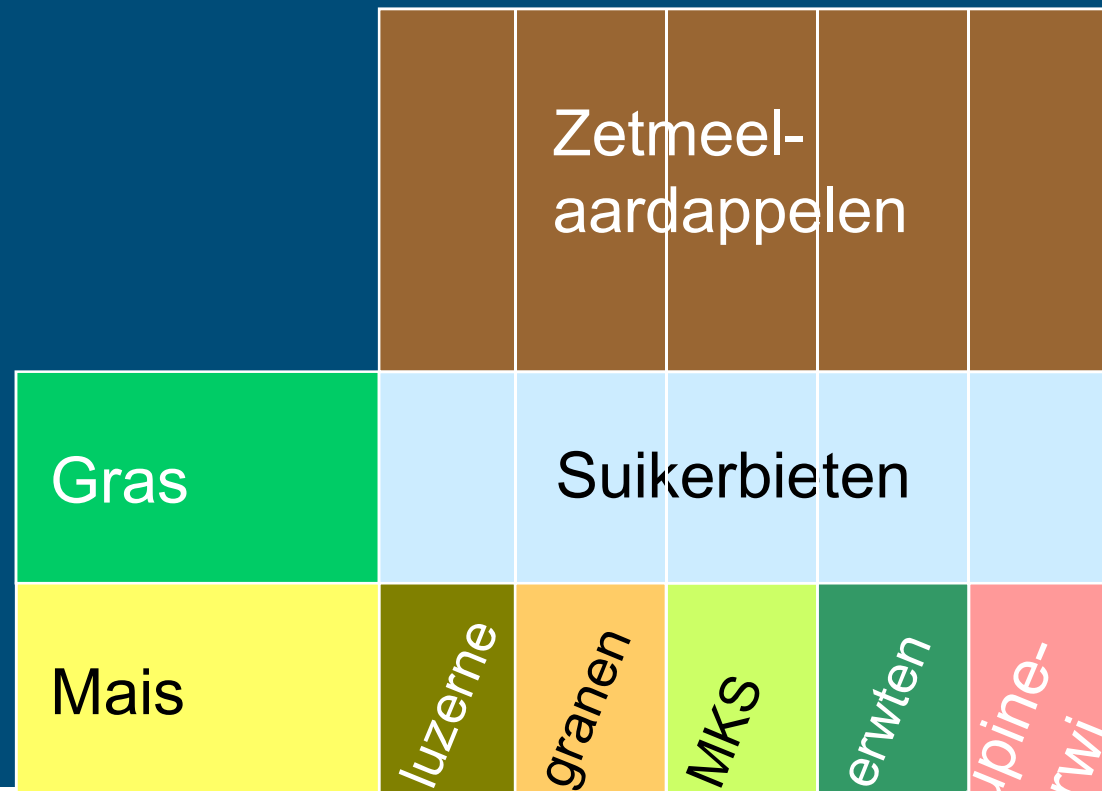 Zetmeel-
aardappelen
Gras
Suikerbieten
Mais
luzerne
granen
MKS
erwten